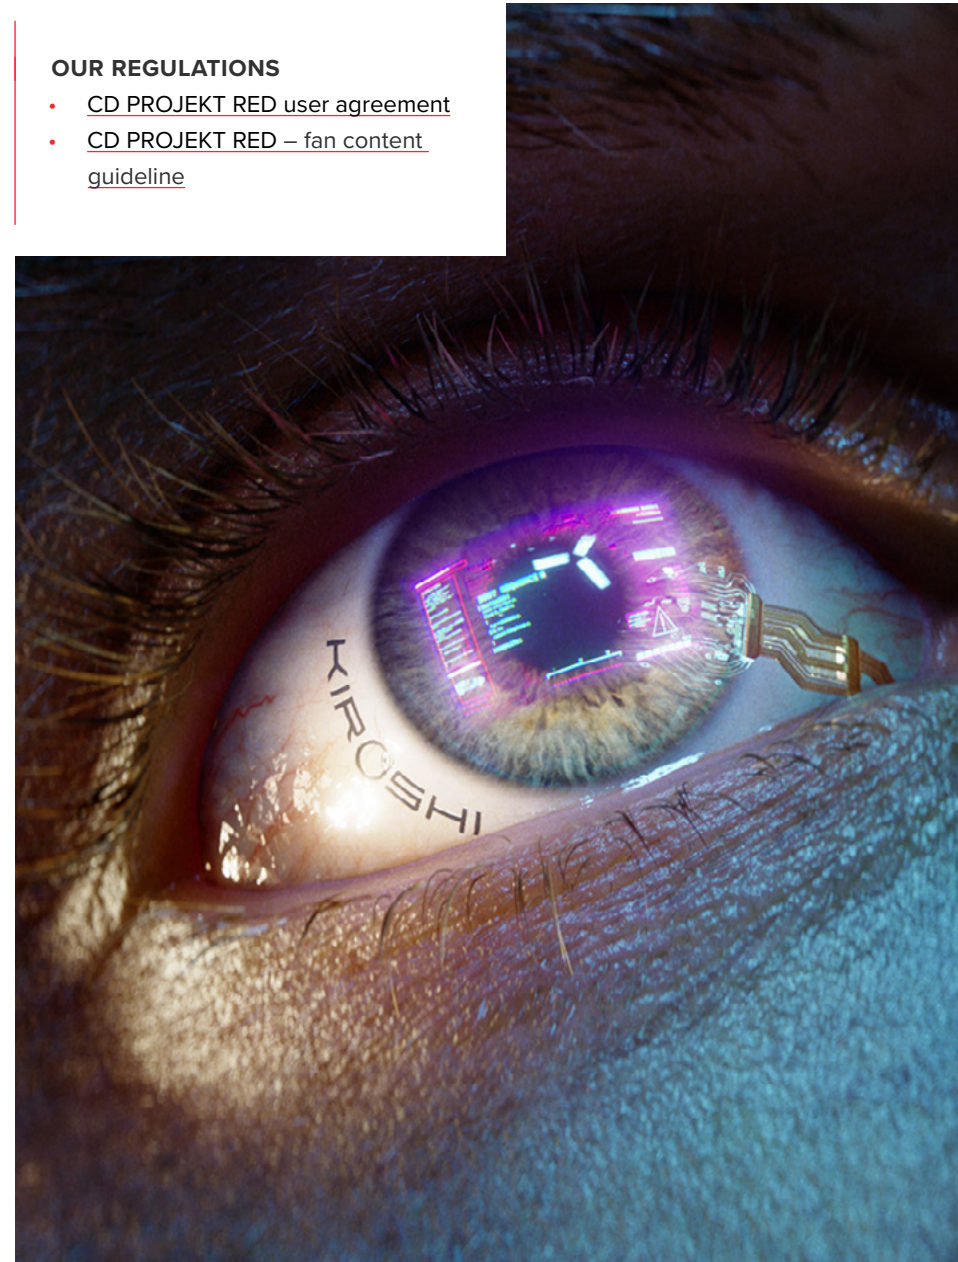 OUR REGULATIONS
• CD PROJEKT RED user agreement
• CD PROJEKT RED – fan content
guideline
KIROSHI